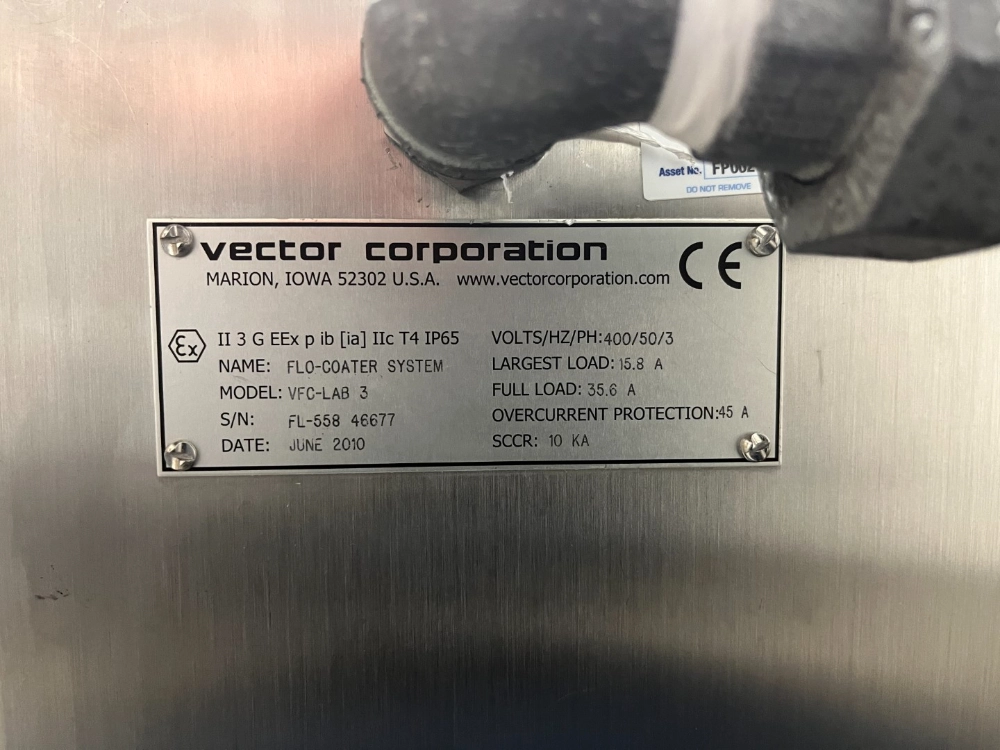 Asset No.
DO NOT REMOVE
vector corporation CE
MARION, IOWA 52302 U.S.A. www.vectorcorporation.com
Ex II 3 G EEx p ib [ia] IIc T4 IP65 VOLTS/HZ/PH:400/50/3
NAME: FLO-COATER SYSTEM LARGEST LOAD: 15.8 A
MODEL: VFC-LAB 3 FULL LOAD: 35.6 A
S/N: FL-558 46677 OVERCURRENT PROTECTION:45 A
DATE: JUNE 2010 SCCR: 10 KA